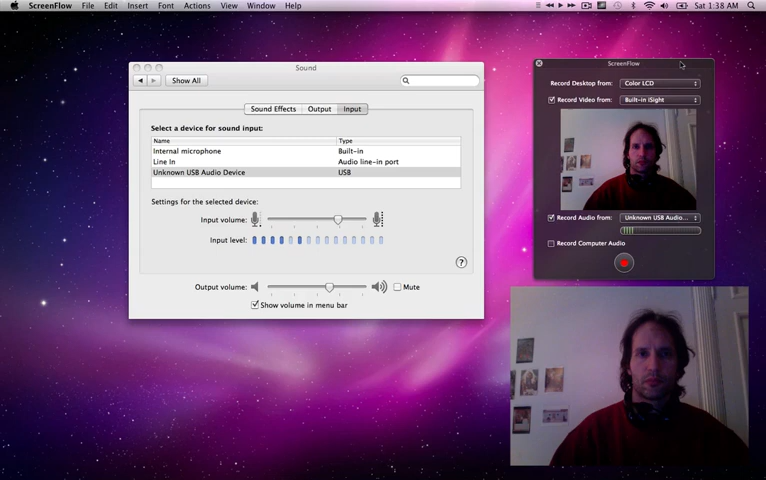 ScreenFlow File Edit Insert Font Actions View Window Help Sat 1:38 AM
Sound
Show All
Sound Effects Output Input
Select a device for sound input:
Name Type
Internal microphone Built-in
Line In Audio line-in port
Unknown USB Audio Device USB
Settings for the selected device:
Input volume:
Input level:
?
Output volume: Mute
Show volume in menu bar
ScreenFlow
Record Desktop from: Color LCD
Record Video from: Built-in iSight
Record Audio from: Unknown USB Audio...
Record Computer Audio